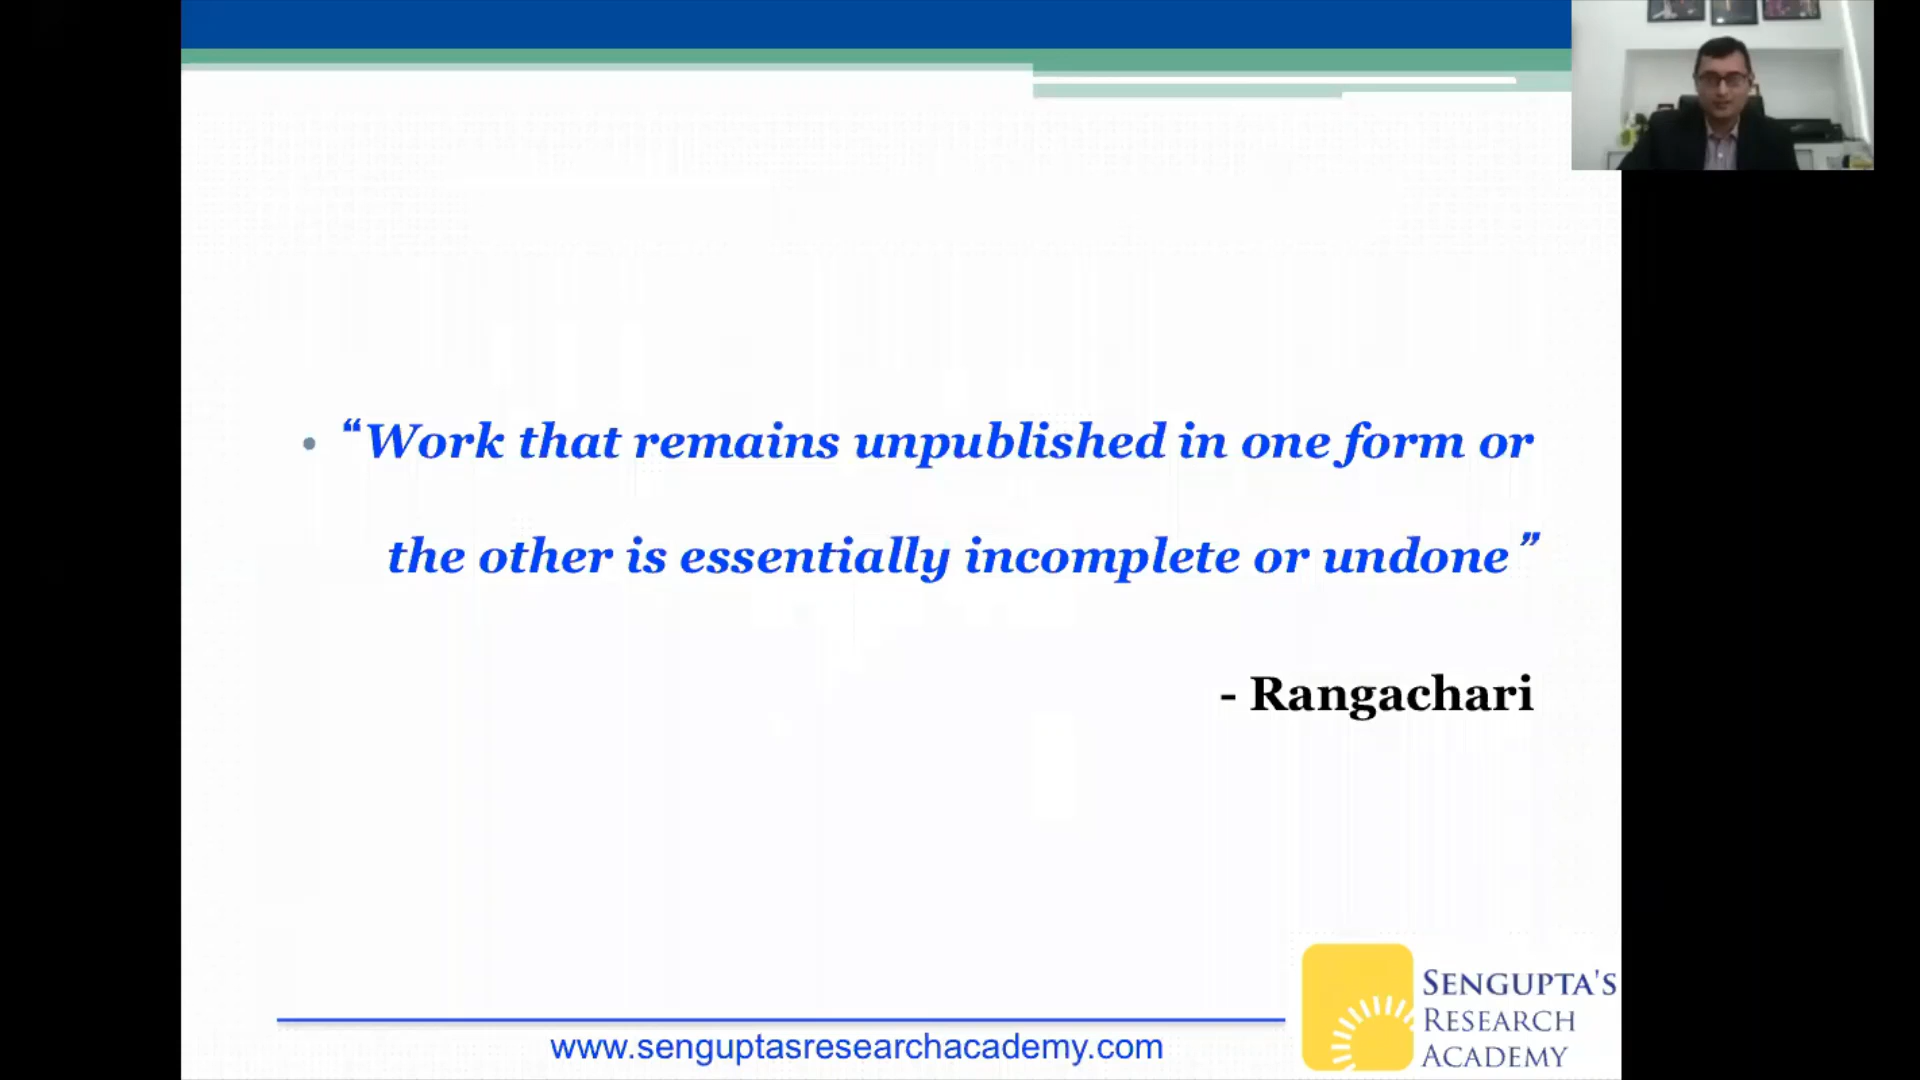 • “Work that remains unpublished in one form or
the other is essentially incomplete or undone”
- Rangachari
www.senguptasresearchacademy.com
SENGUPTA'S
RESEARCH
ACADEMY